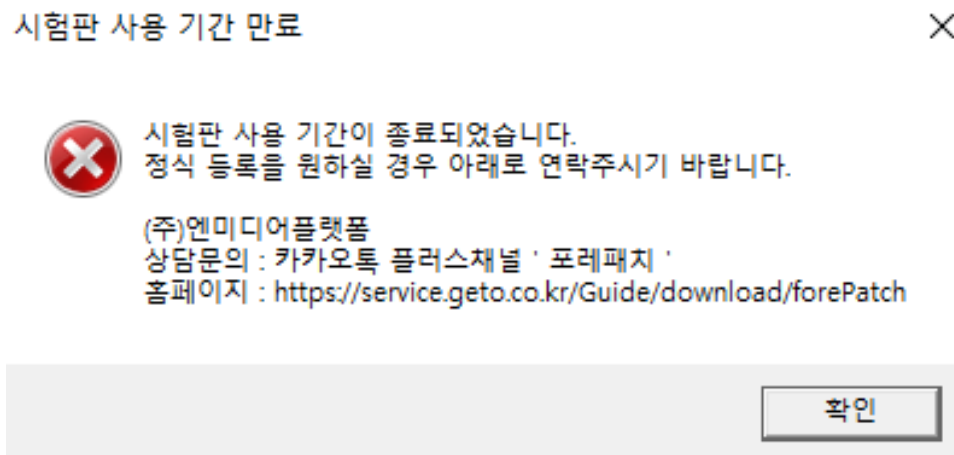 시험판 사용 기간 만료
시험판 사용 기간이 종료되었습니다.
정식 등록을 원하실 경우 아래로 연락주시기 바랍니다.
(주)엔미디어플랫폼
상담문의 : 카카오톡 플러스채널 ' 포레패치 '
홈페이지 : https://service.geto.co.kr/Guide/download/forePatch
확인